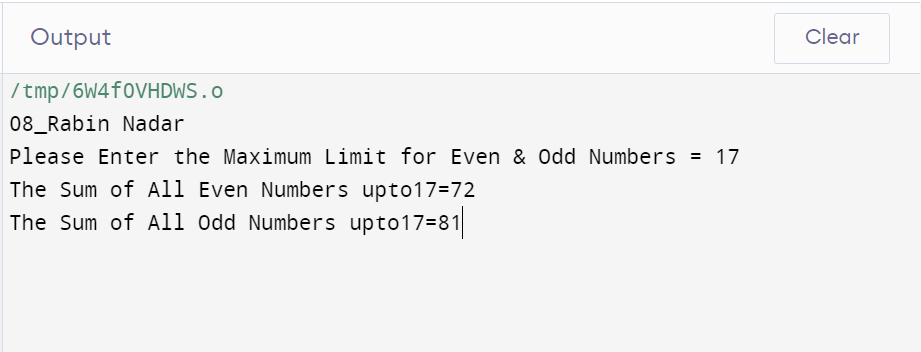 Output
Clear
/tmp/6W4f0VHDWS.o
08_Rabin Nadar
Please Enter the Maximum Limit for Even & Odd Numbers = 17
The Sum of All Even Numbers upto17=72
The Sum of All Odd Numbers upto17=81